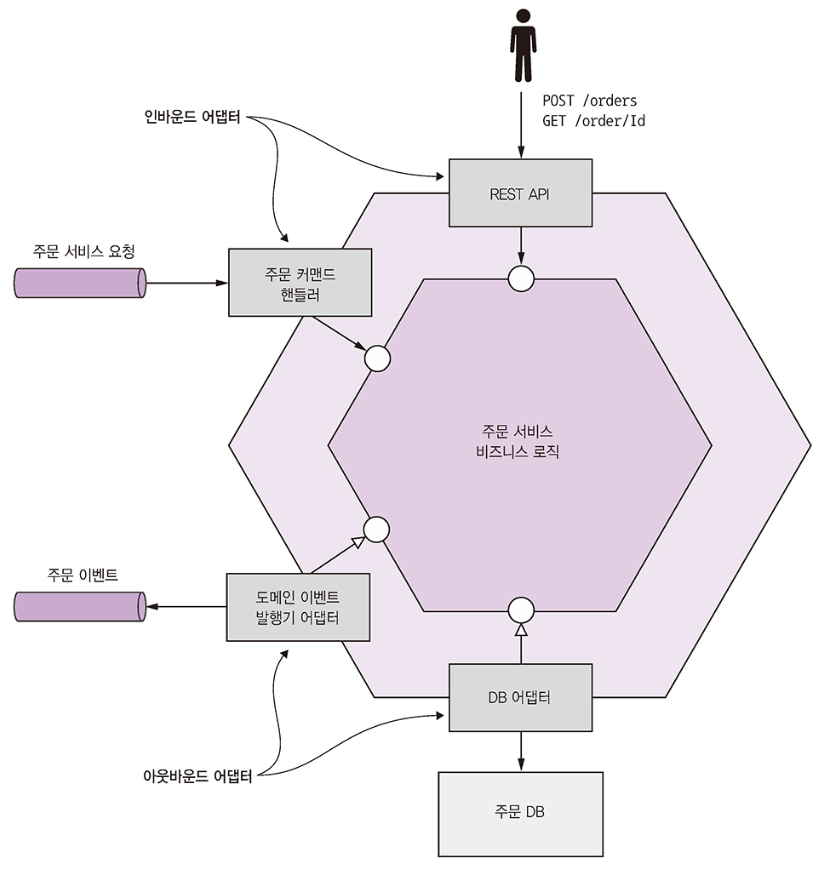 POST /orders
GET /order/Id
인바운드 어댑터
REST API
주문 서비스 요청
주문 커맨드
핸들러
주문 서비스
비즈니스 로직
주문 이벤트
도메인 이벤트
발행기 어댑터
DB 어댑터
아웃바운드 어댑터
주문 DB